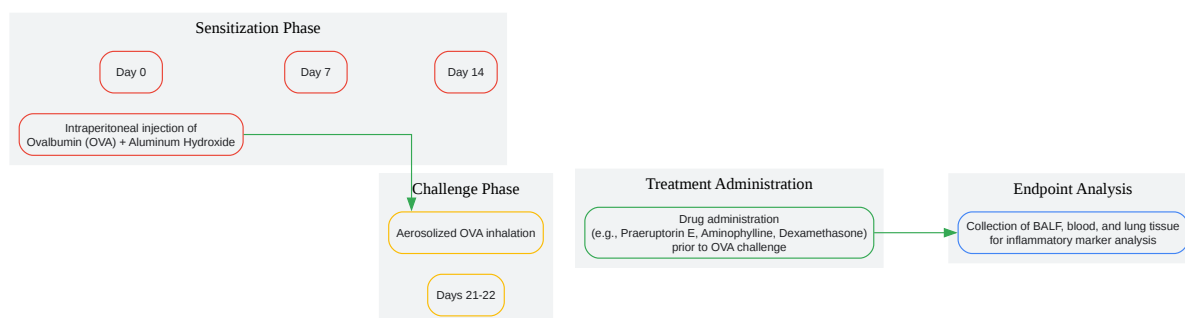 Sensitization Phase
Day 0
Day 7
Day 14
Intraperitoneal injection of
Ovalbumin (OVA) + Aluminum Hydroxide
Challenge Phase
Aerosolized OVA inhalation
Days 21-22
Treatment Administration
Drug administration
(e.g., Praeruptorin E, Aminophylline, Dexamethasone)
prior to OVA challenge
Endpoint Analysis
Collection of BALF, blood, and lung tissue
for inflammatory marker analysis